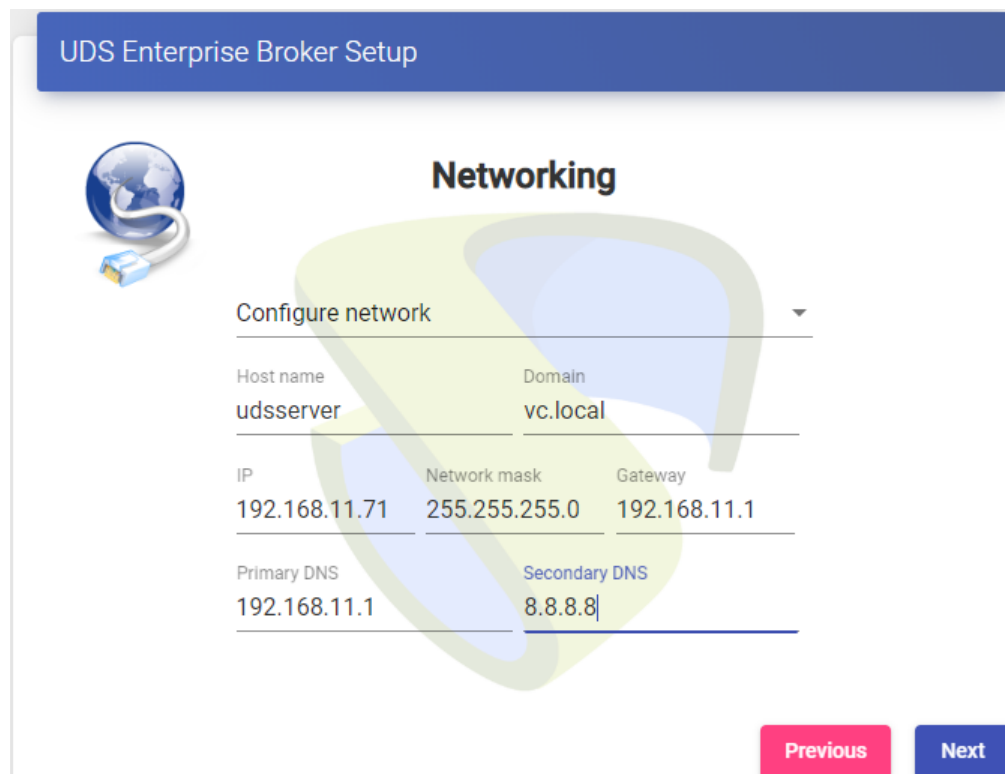 UDS Enterprise Broker Setup
Networking
Configure network
Host name Domain
udsserver vc.local
IP Network mask Gateway
192.168.11.71 255.255.255.0 192.168.11.1
Primary DNS Secondary DNS
192.168.11.1 8.8.8.8
Previous Next